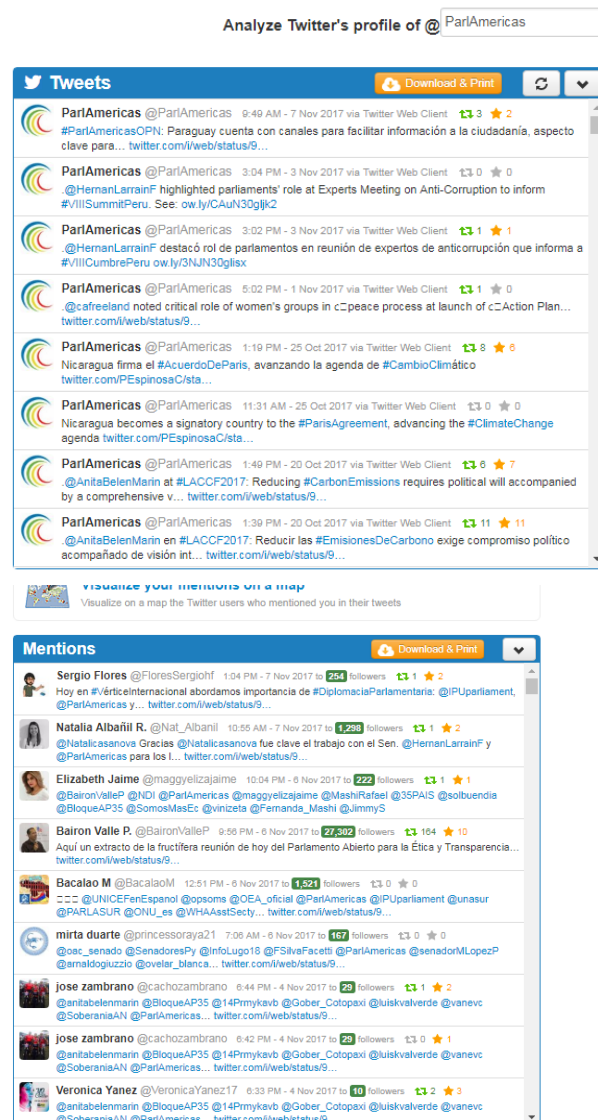 Analyze Twitter's profile of @ ParlAmericas
Tweets Download & Print
ParlAmericas @ParlAmericas 9:49 AM - 7 Nov 2017 via Twitter Web Client 3 2
#ParlAmericasOPN: Paraguay cuenta con canales para facilitar información a la ciudadanía, aspecto
clave para... twitter.com/i/web/status/9...
ParlAmericas @ParlAmericas 3:04 PM - 3 Nov 2017 via Twitter Web Client 0 0
.@HernanLarrainF highlighted parliaments' role at Experts Meeting on Anti-Corruption to inform
#VIIISummitPeru. See: ow.ly/CAuN30gljk2
ParlAmericas @ParlAmericas 3:02 PM - 3 Nov 2017 via Twitter Web Client 1 1
.@HernanLarrainF destacó rol de parlamentos en reunión de expertos de anticorrupción que informa a
#VIIICumbrePeru ow.ly/3NJN30glisx
ParlAmericas @ParlAmericas 5:02 PM - 1 Nov 2017 via Twitter Web Client 1 0
.@cafreeland noted critical role of women's groups in c□peace process at launch of c□Action Plan...
twitter.com/i/web/status/9...
ParlAmericas @ParlAmericas 1:19 PM - 25 Oct 2017 via Twitter Web Client 8 6
Nicaragua firma el #AcuerdoDeParis, avanzando la agenda de #CambioClimático
twitter.com/PEspinosaC/sta...
ParlAmericas @ParlAmericas 11:31 AM - 25 Oct 2017 via Twitter Web Client 0 0
Nicaragua becomes a signatory country to the #ParisAgreement, advancing the #ClimateChange
agenda twitter.com/PEspinosaC/sta...
ParlAmericas @ParlAmericas 1:49 PM - 20 Oct 2017 via Twitter Web Client 6 7
.@AnitaBelenMarin at #LACCF2017: Reducing #CarbonEmissions requires political will accompanied
by a comprehensive v... twitter.com/i/web/status/9...
ParlAmericas @ParlAmericas 1:39 PM - 20 Oct 2017 via Twitter Web Client 11 11
.@AnitaBelenMarin en #LACCF2017: Reducir las #EmisionesDeCarbono exige compromiso político
acompañado de visión int... twitter.com/i/web/status/9...
Visualize your mentions on a map
Visualize on a map the Twitter users who mentioned you in their tweets
Mentions Download & Print
Sergio Flores @FloresSergiohf 1:04 PM - 7 Nov 2017 to 254 followers 1 2
Hoy en #VérticeInternacional abordamos importancia de #DiplomaciaParlamentaria: @IPUparliament,
@ParlAmericas y... twitter.com/i/web/status/9...
Natalia Albañil R. @Nat_Albanil 10:55 AM - 7 Nov 2017 to 1,298 followers 1 2
@Natalicasanova Gracias @Natalicasanova fue clave el trabajo con el Sen. @HernanLarrainF y
@ParlAmericas para los l... twitter.com/i/web/status/9...
Elizabeth Jaime @maggyelizajaime 10:04 PM - 6 Nov 2017 to 222 followers 1 1
@BaironValleP @NDI @ParlAmericas @maggyelizajaime @MashiRafael @35PAIS @solbuendia
@BloqueAP35 @SomosMasEc @vinizeta @Fernanda_Mashi @JimmyS
Bairon Valle P. @BaironValleP 9:56 PM - 6 Nov 2017 to 27,302 followers 164 10
Aquí un extracto de la fructífera reunión de hoy del Parlamento Abierto para la Ética y Transparencia...
twitter.com/i/web/status/9...
Bacalao M @BacalaoM 12:51 PM - 6 Nov 2017 to 1,521 followers 0 0
□□□ @UNICEFenEspanol @opsoms @OEA_oficial @ParlAmericas @IPUparliament @unasur
@PARLASUR @ONU_es @WHAAsstSecty... twitter.com/i/web/status/9...
mirta duarte @princessoraya21 7:06 AM - 6 Nov 2017 to 167 followers 0 0
@oac_senado @SenadoresPy @InfoLugo18 @FSilvaFacetti @ParlAmericas @senadorMLopezP
@arnaldogiuzzio @ovelar_blanca... twitter.com/i/web/status/9...
jose zambrano @cachozambrano 6:44 PM - 4 Nov 2017 to 29 followers 1 2
@anitabelenmarin @BloqueAP35 @14Prmykavb @Gober_Cotopaxi @luiskvalverde @vanevc
@SoberaniaAN @ParlAmericas... twitter.com/i/web/status/9...
jose zambrano @cachozambrano 6:42 PM - 4 Nov 2017 to 29 followers 0 1
@anitabelenmarin @BloqueAP35 @14Prmykavb @Gober_Cotopaxi @luiskvalverde @vanevc
@SoberaniaAN @ParlAmericas... twitter.com/i/web/status/9...
Veronica Yanez @VeronicaYanez17 6:33 PM - 4 Nov 2017 to 10 followers 2 3
@anitabelenmarin @BloqueAP35 @14Prmykavb @Gober_Cotopaxi @luiskvalverde @vanevc
@SoberaniaAN @ParlAmericas... twitter.com/i/web/status/9...